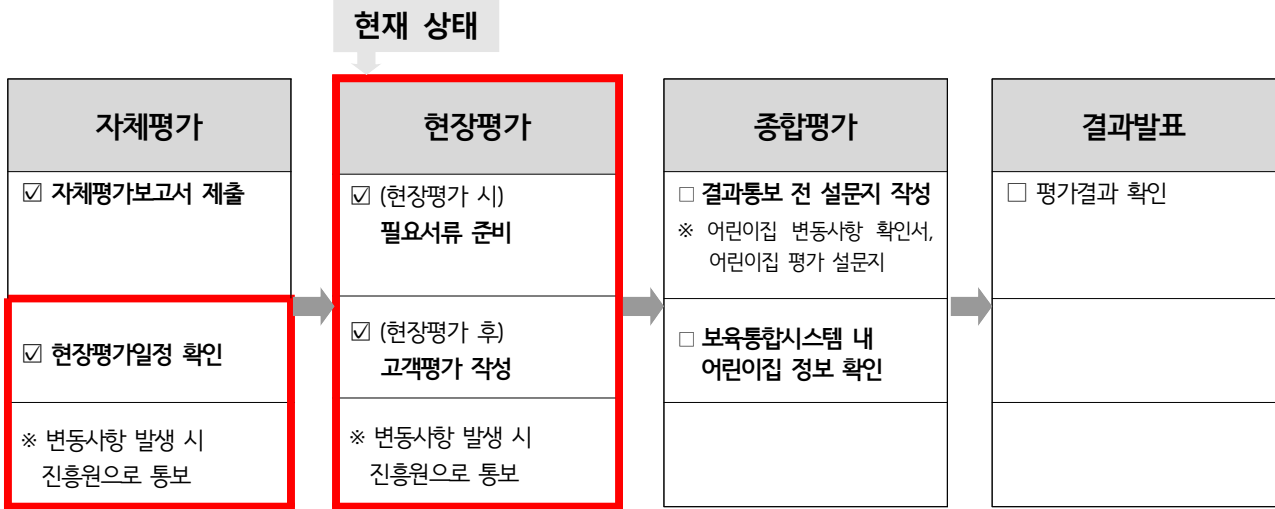 현재 상태
자체평가
☑ 자체평가보고서 제출
☑ 현장평가일정 확인
※ 변동사항 발생 시
진흥원으로 통보
현장평가
☑ (현장평가 시)
필요서류 준비
☑ (현장평가 후)
고객평가 작성
※ 변동사항 발생 시
진흥원으로 통보
종합평가
□ 결과통보 전 설문지 작성
※ 어린이집 변동사항 확인서,
어린이집 평가 설문지
□ 보육통합시스템 내
어린이집 정보 확인
결과발표
□ 평가결과 확인